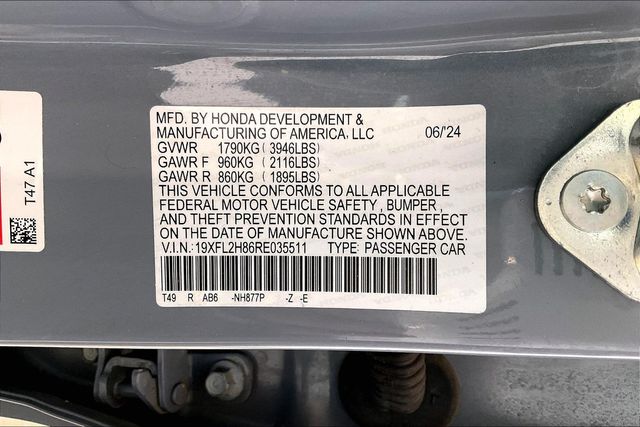 MFD. BY HONDA DEVELOPMENT &
MANUFACTURING OF AMERICA, LLC 06/'24
GVWR 1790KG (3946LBS)
GAWR F 960KG (2116LBS)
GAWR R 860KG (1895LBS)
THIS VEHICLE CONFORMS TO ALL APPLICABLE
FEDERAL MOTOR VEHICLE SAFETY , BUMPER ,
AND THEFT PREVENTION STANDARDS IN EFFECT
ON THE DATE OF MANUFACTURE SHOWN ABOVE.
V.I.N.: 19XFL2H86RE035511 TYPE: PASSENGER CAR
T49 R AB6 -NH877P -Z -E
T47 A1